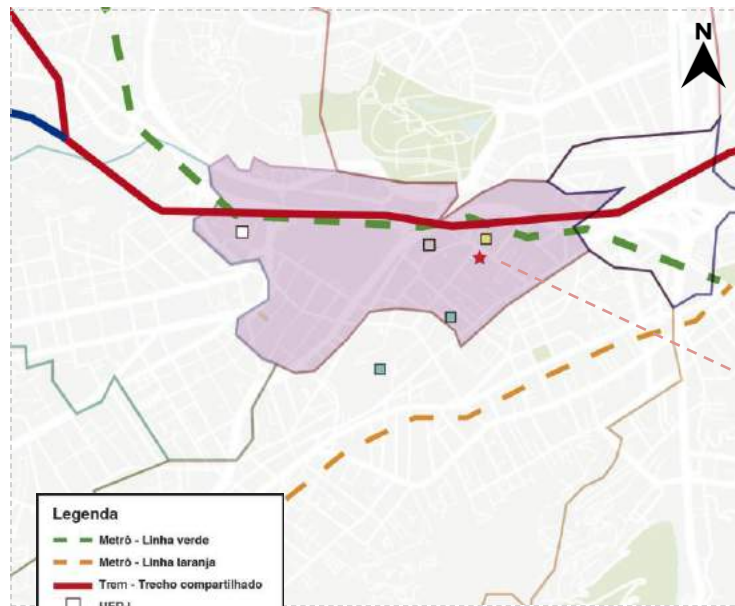 N
Legenda
Metrô - Linha verde
Metrô - Linha laranja
Trem - Trecho compartilhado